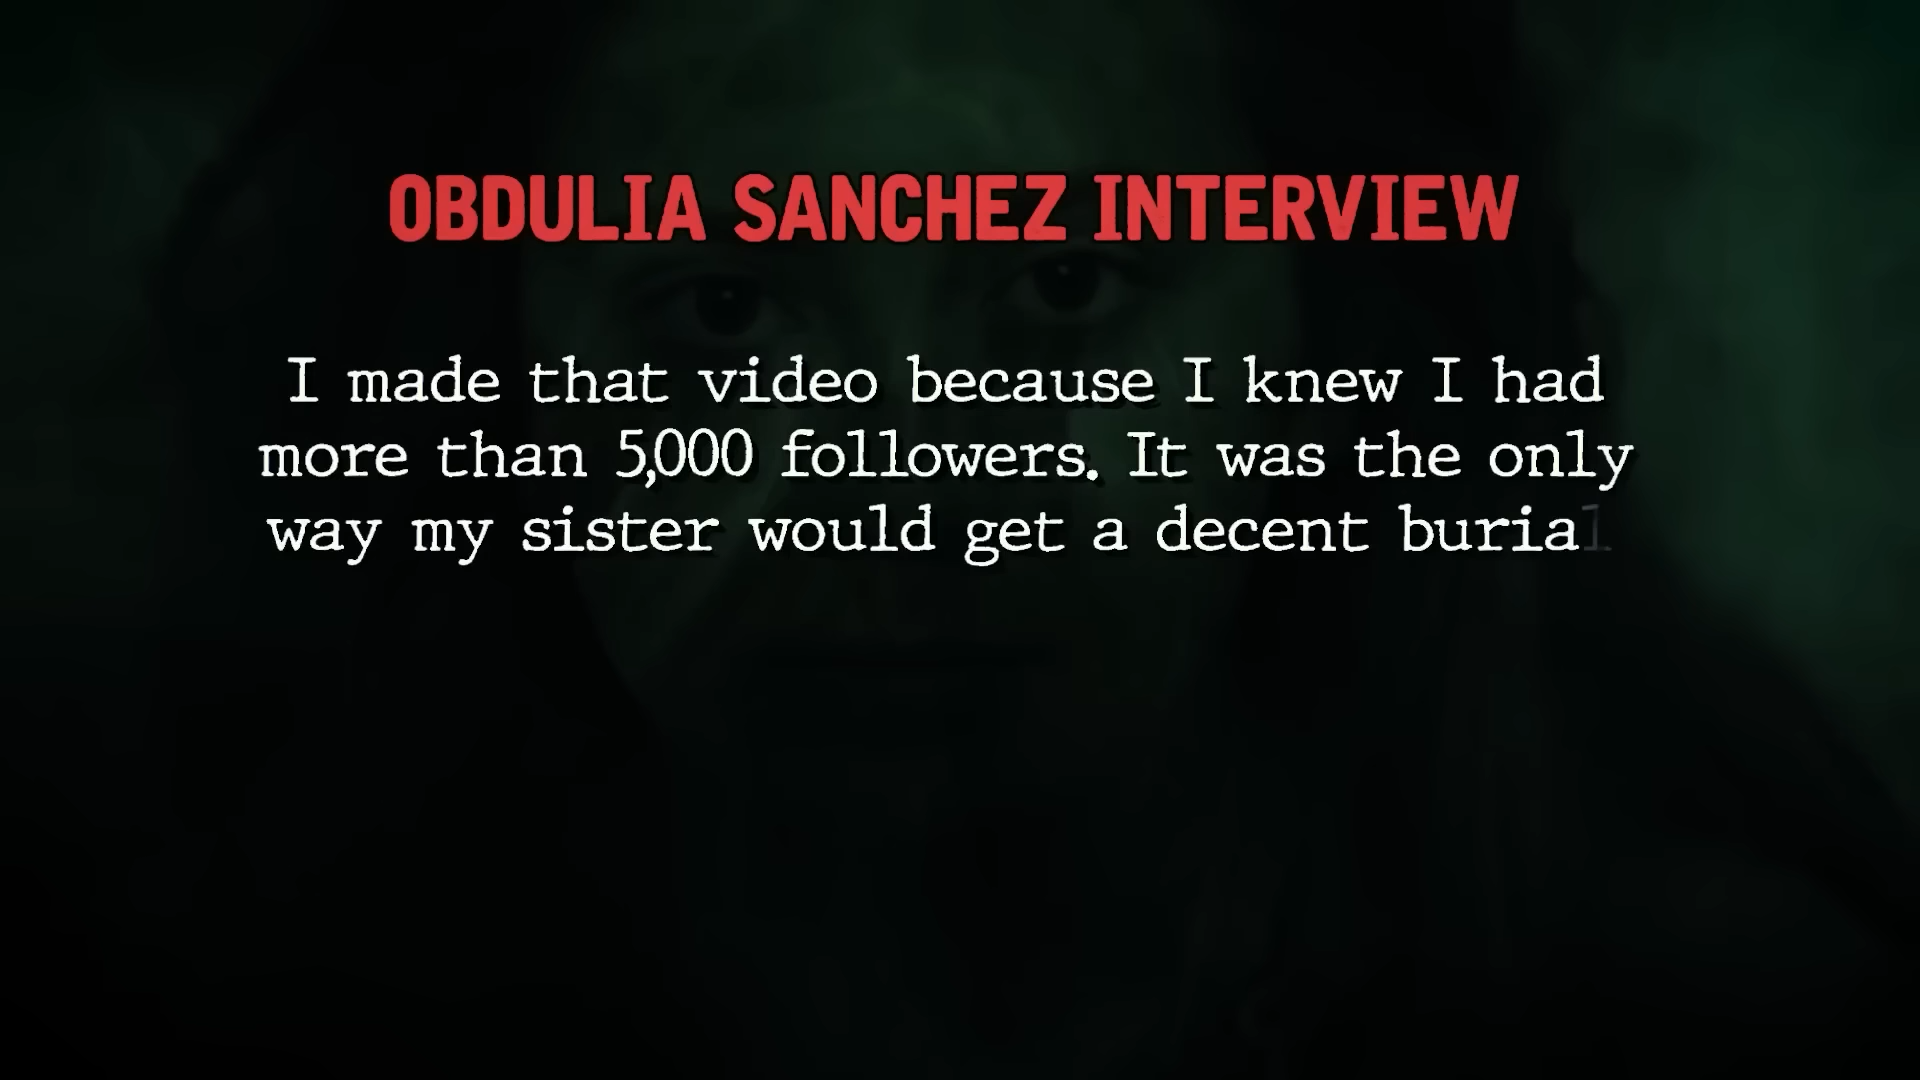 OBDULIA SANCHEZ INTERVIEW
I made that video because I knew I had
more than 5,000 followers. It was the only
way my sister would get a decent burial